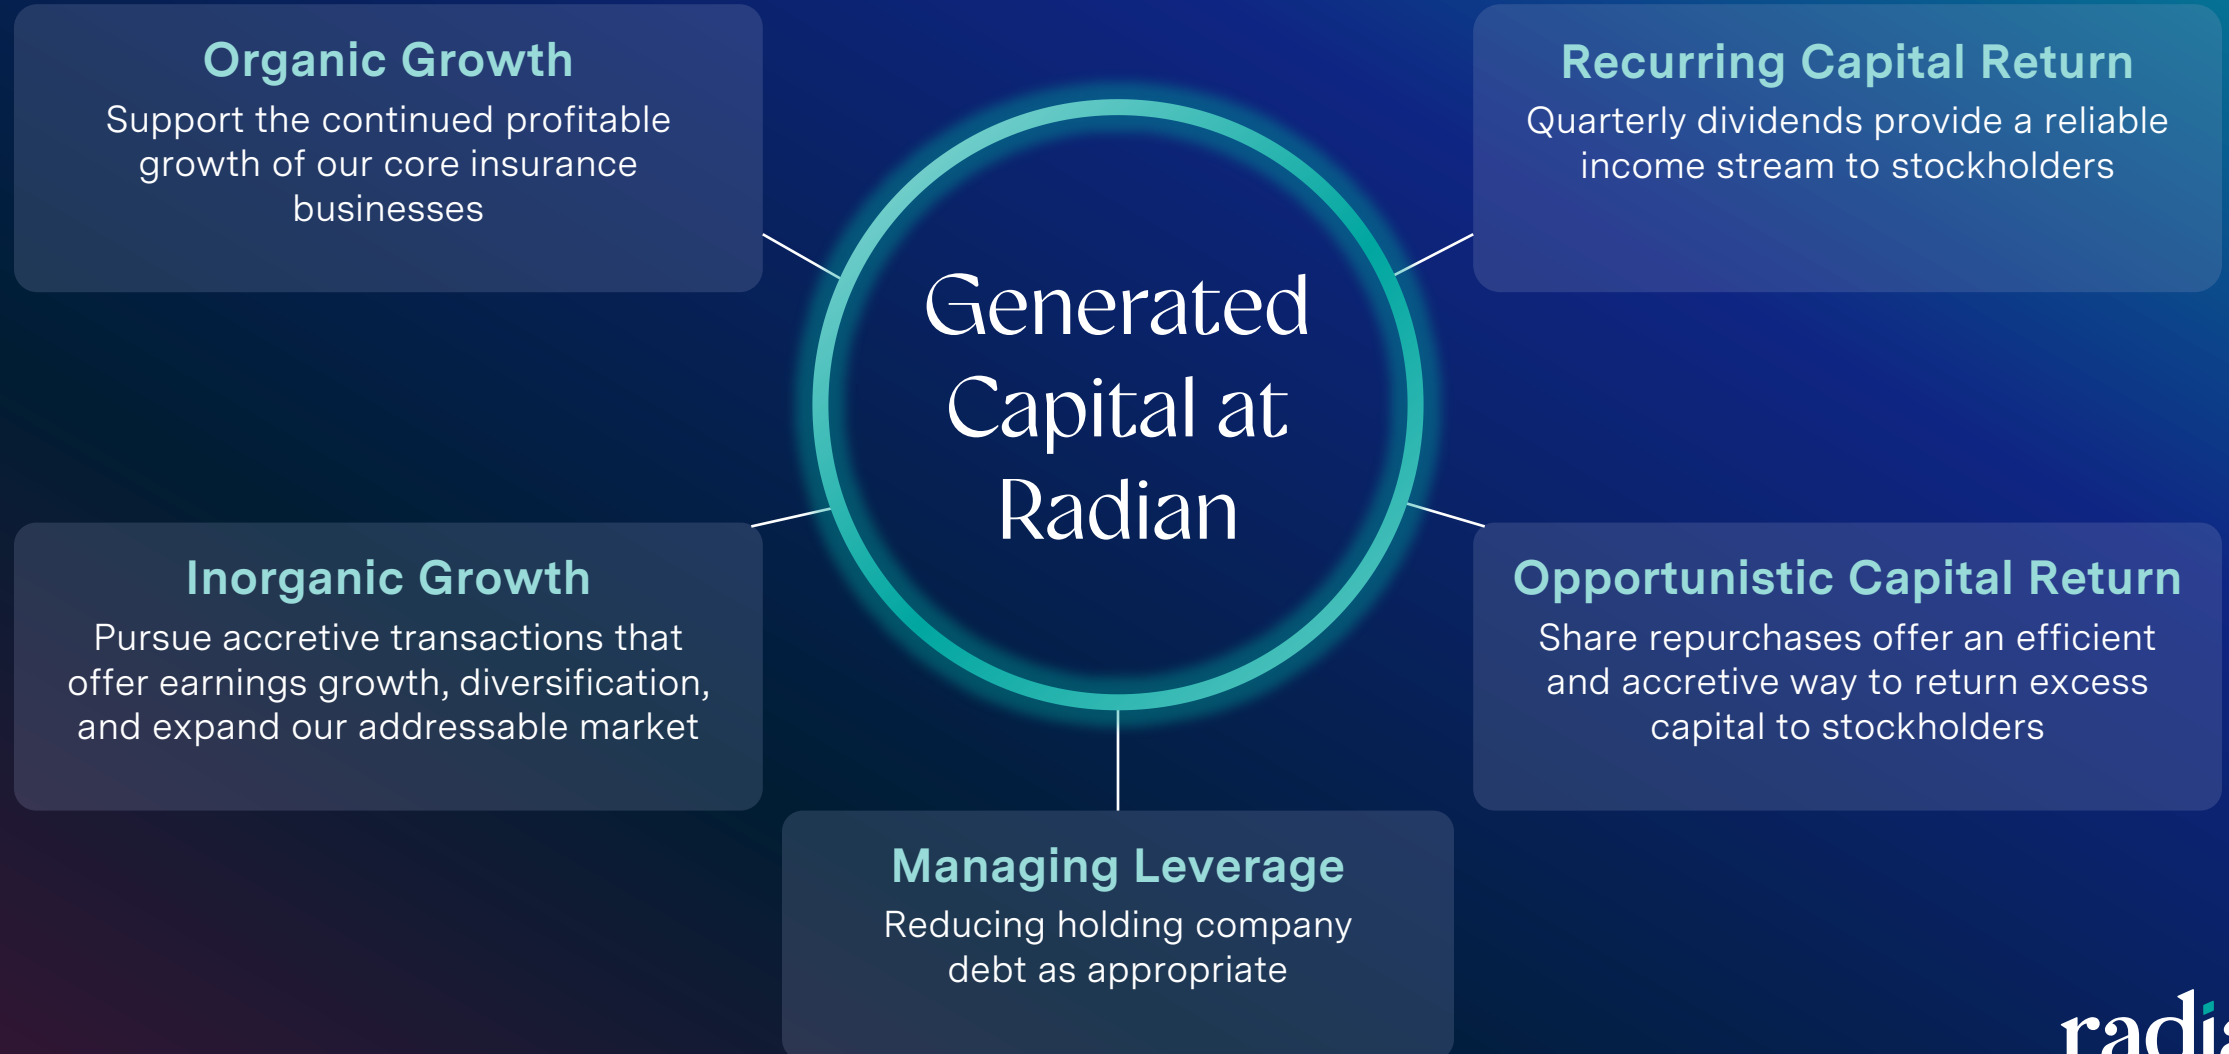 Organic Growth
Support the continued profitable
growth of our core insurance
businesses
Recurring Capital Return
Quarterly dividends provide a reliable
income stream to stockholders
Generated
Capital at
Radian
Inorganic Growth
Pursue accretive transactions that
offer earnings growth, diversification,
and expand our addressable market
Opportunistic Capital Return
Share repurchases offer an efficient
and accretive way to return excess
capital to stockholders
Managing Leverage
Reducing holding company
debt as appropriate